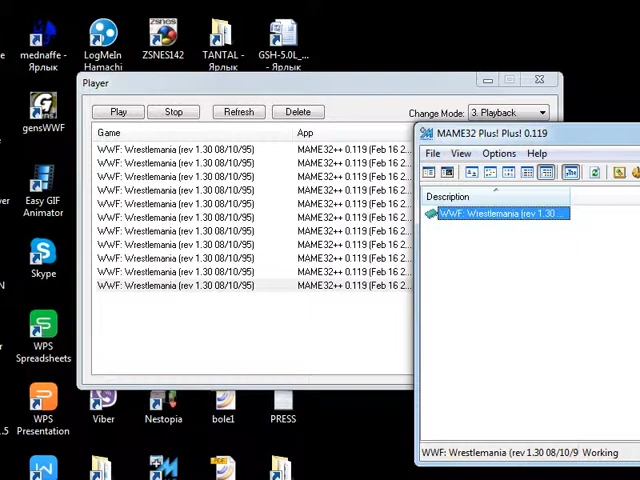 mednaffe - Ярлык
LogMeIn Hamachi
ZSNES142
TANTAL - Ярлык
GSH-5.0L_...
gensWWF
Easy GIF Animator
Skype
WPS Spreadsheets
WPS Presentation
Viber
Nestopia
bole1
PRESS
Player
Play
Stop
Refresh
Delete
Change Mode:
3. Playback
Game
App
WWF: Wrestlemania (rev 1.30 08/10/95) MAME32++ 0.119 (Feb 16 2...
WWF: Wrestlemania (rev 1.30 08/10/95) MAME32++ 0.119 (Feb 16 2...
WWF: Wrestlemania (rev 1.30 08/10/95) MAME32++ 0.119 (Feb 16 2...
WWF: Wrestlemania (rev 1.30 08/10/95) MAME32++ 0.119 (Feb 16 2...
WWF: Wrestlemania (rev 1.30 08/10/95) MAME32++ 0.119 (Feb 16 2...
WWF: Wrestlemania (rev 1.30 08/10/95) MAME32++ 0.119 (Feb 16 2...
WWF: Wrestlemania (rev 1.30 08/10/95) MAME32++ 0.119 (Feb 16 2...
WWF: Wrestlemania (rev 1.30 08/10/95) MAME32++ 0.119 (Feb 16 2...
WWF: Wrestlemania (rev 1.30 08/10/95) MAME32++ 0.119 (Feb 16 2...
WWF: Wrestlemania (rev 1.30 08/10/95) MAME32++ 0.119 (Feb 16 2...
WWF: Wrestlemania (rev 1.30 08/10/95) MAME32++ 0.119 (Feb 16 2...
MAME32 Plus! Plus! 0.119
File View Options Help
Description
WWF: Wrestlemania (rev 1.30 ...
WWF: Wrestlemania (rev 1.30 08/10/9 Working